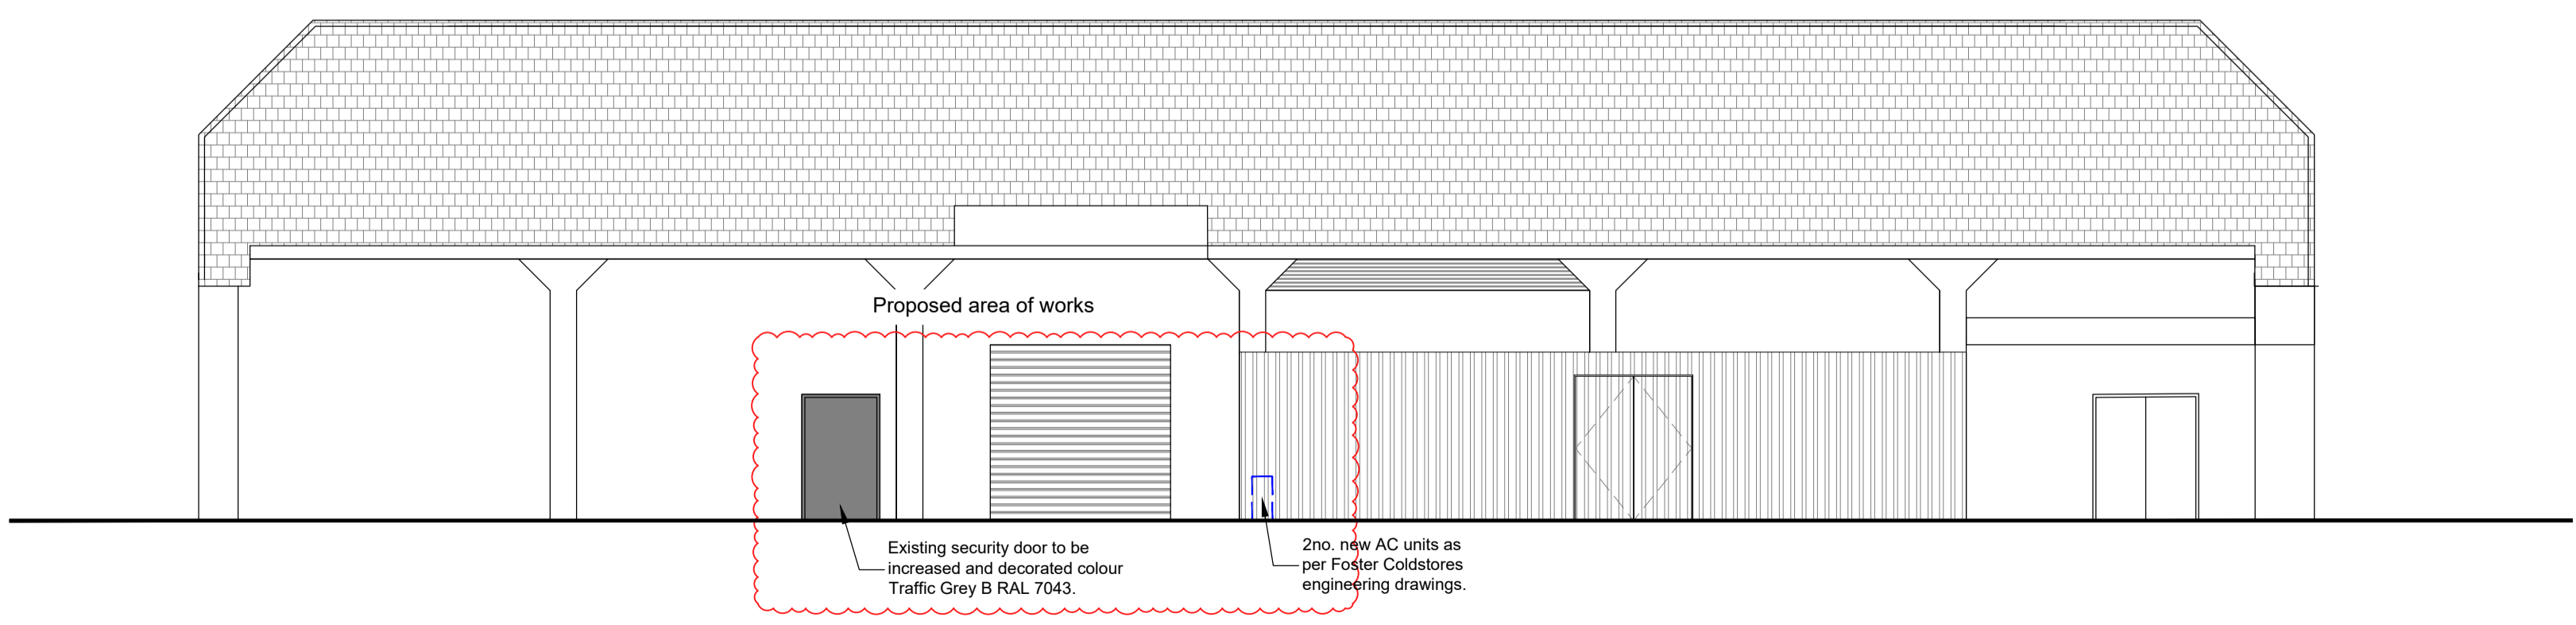 Proposed area of works
Existing security door to be
increased and decorated colour
Traffic Grey B RAL 7043.
2no. new AC units as
per Foster Coldstores
engineering drawings.